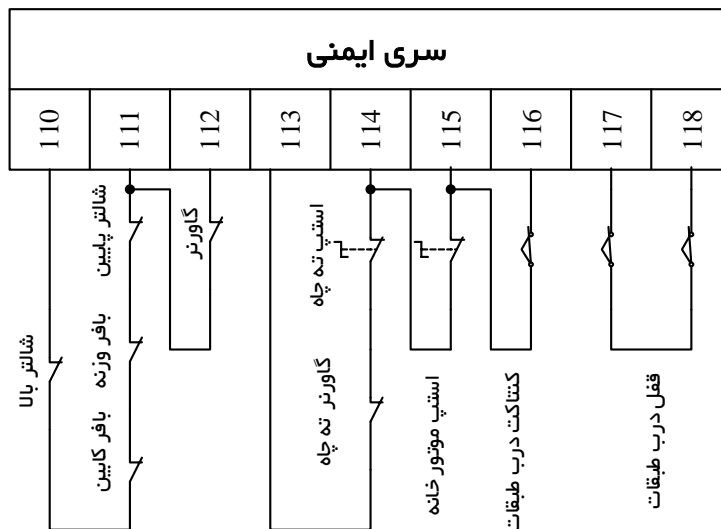 سری ایمنی
110
111
112
113
114
115
116
117
118
شالتر بالا
شالتر پایین
بافر وزنه
بافر کابین
گاورنر
استپ ته چاه
گاورنر ته چاه
استپ موتور خانه
کنتاکت درب طبقات
قفل درب طبقات